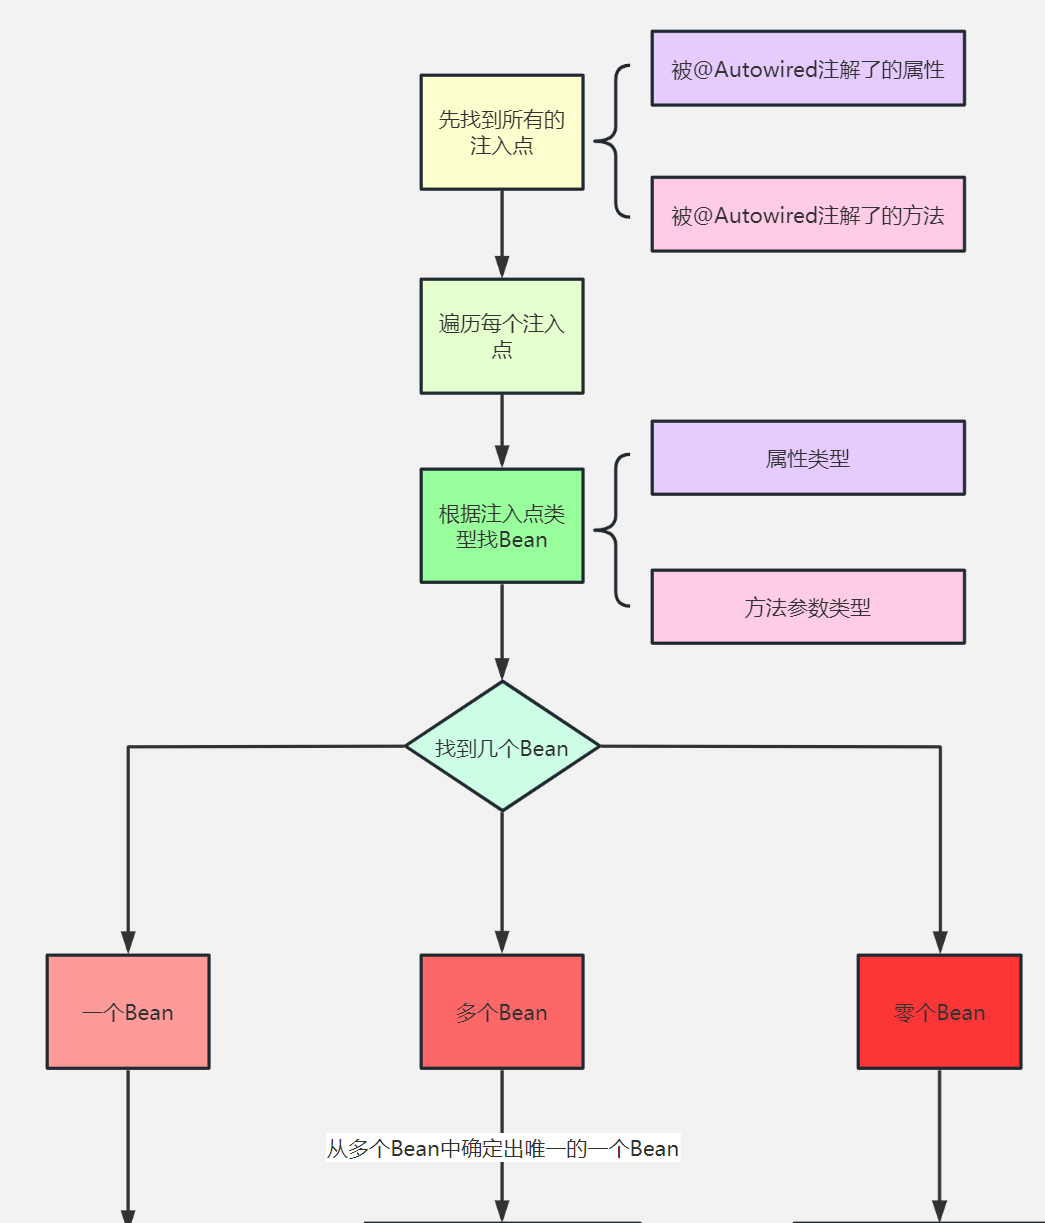 被@Autowired注解了的属性
先找到所有的
注入点
被@Autowired注解了的方法
遍历每个注入
点
属性类型
根据注入点类
型找Bean
方法参数类型
找到几个Bean
一个Bean
多个Bean
零个Bean
从多个Bean中确定出唯一的一个Bean